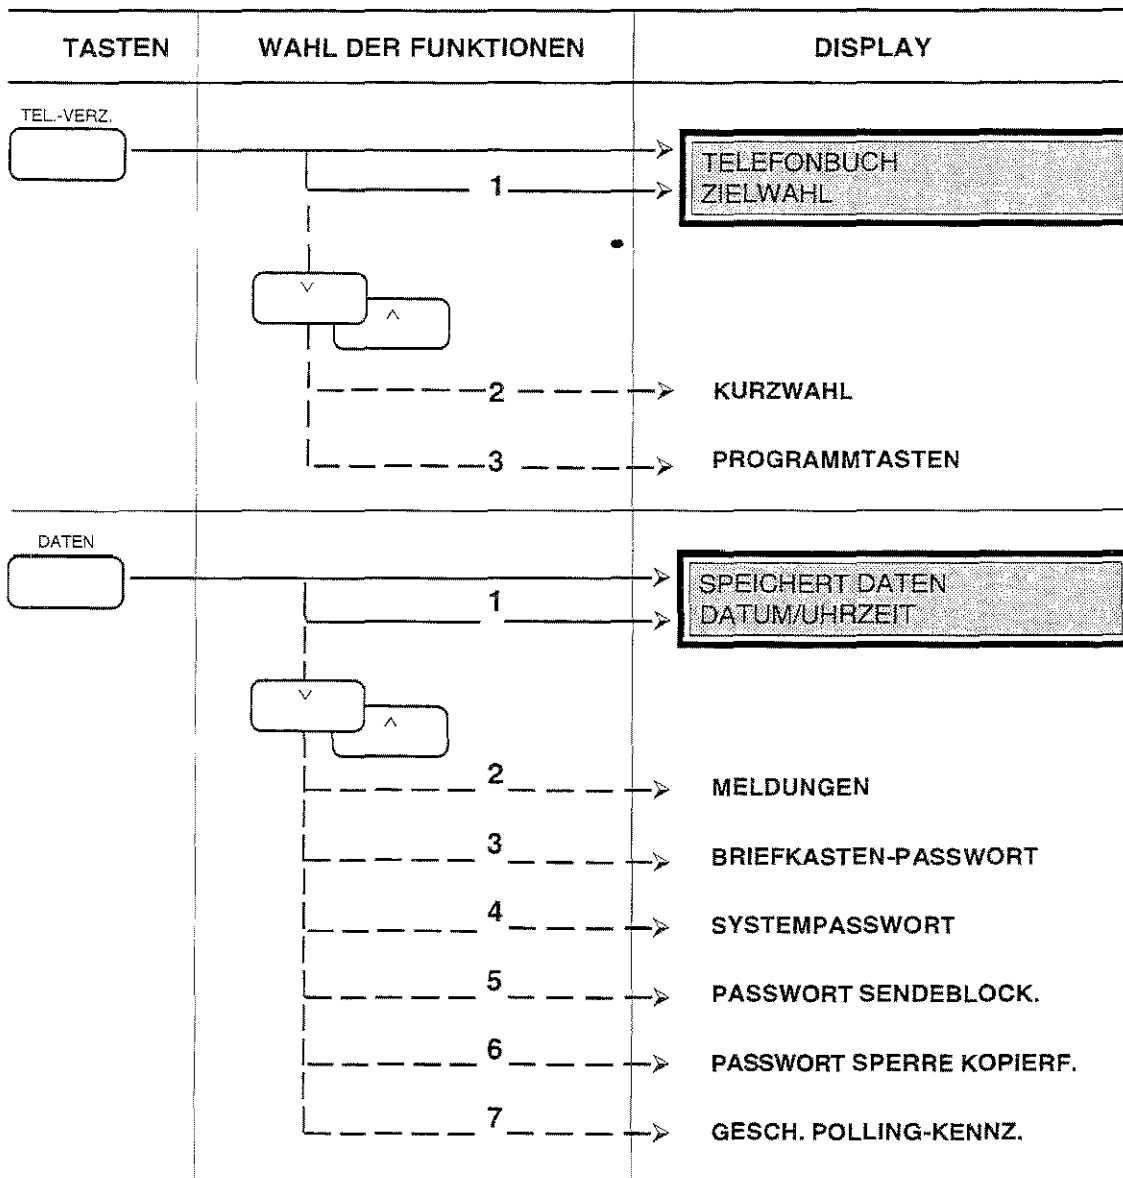 TASTEN WAHL DER FUNKTIONEN DISPLAY
TEL.-VERZ.
TELEFONBUCH
1 ZIELWAHL
2 KURZWAHL
3 PROGRAMMTASTEN
DATEN
SPEICHERT DATEN
1 DATUM/UHRZEIT
2 MELDUNGEN
3 BRIEFKASTEN-PASSWORT
4 SYSTEMPASSWORT
5 PASSWORT SENDEBLOCK.
6 PASSWORT SPERRE KOPIERF.
7 GESCH. POLLING-KENNZ.